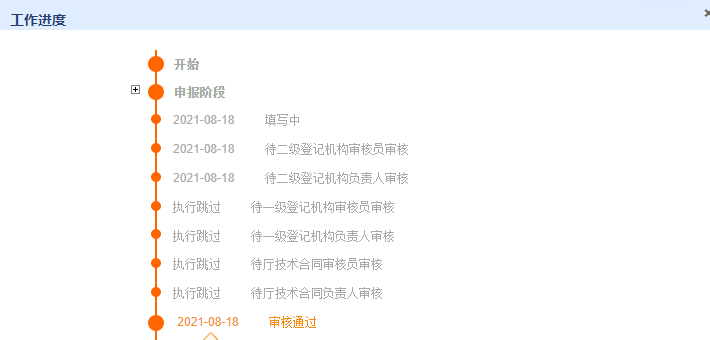 工作进度
开始
申报阶段
2021-08-18 填写中
2021-08-18 待二级登记机构审核员审核
2021-08-18 待二级登记机构负责人审核
执行跳过 待一级登记机构审核员审核
执行跳过 待一级登记机构负责人审核
执行跳过 待厅技术合同审核员审核
执行跳过 待厅技术合同负责人审核
2021-08-18 审核通过